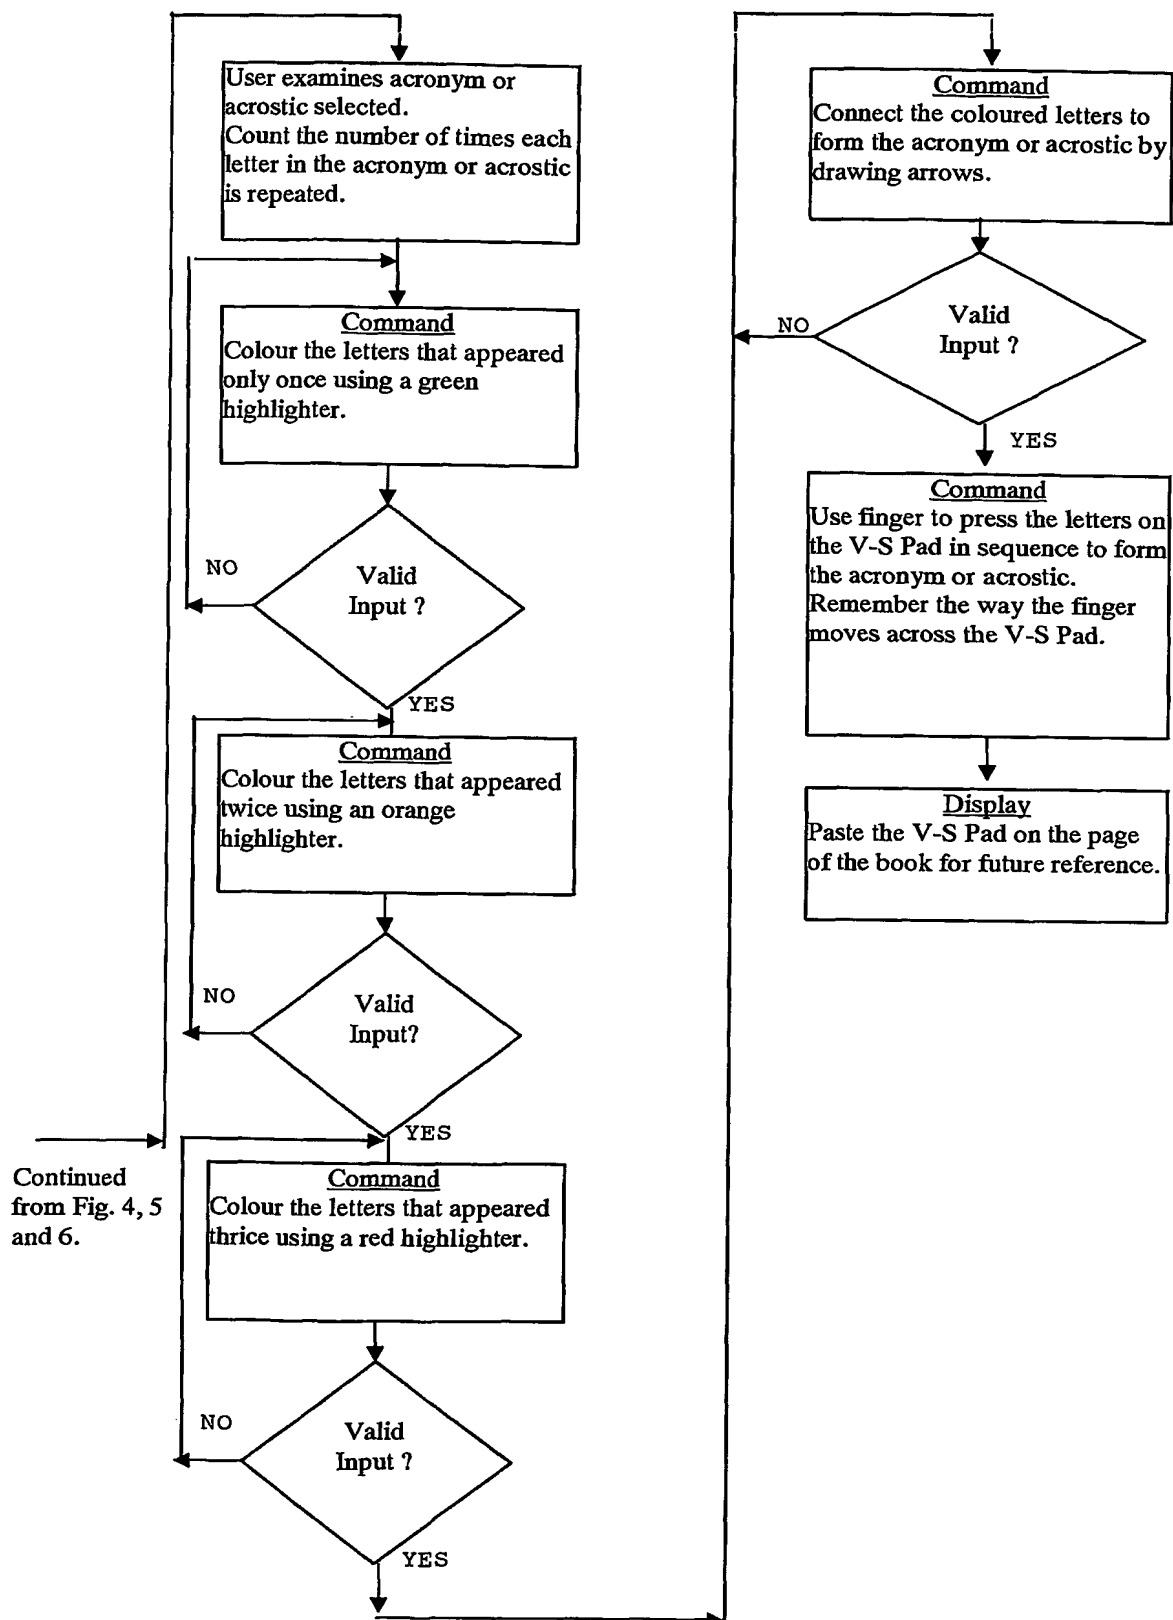 User examines acronym or
acrostic selected.
Count the number of times each
letter in the acronym or acrostic
is repeated.
Command
Colour the letters that appeared
only once using a green
highlighter.
NO
Valid
Input ?
YES
Command
Colour the letters that appeared
twice using an orange
highlighter.
NO
Valid
Input?
YES
Continued
from Fig. 4, 5
and 6.
Command
Colour the letters that appeared
thrice using a red highlighter.
NO
Valid
Input ?
YES
Command
Connect the coloured letters to
form the acronym or acrostic by
drawing arrows.
NO
Valid
Input ?
YES
Command
Use finger to press the letters on
the V-S Pad in sequence to form
the acronym or acrostic.
Remember the way the finger
moves across the V-S Pad.
Display
Paste the V-S Pad on the page
of the book for future reference.